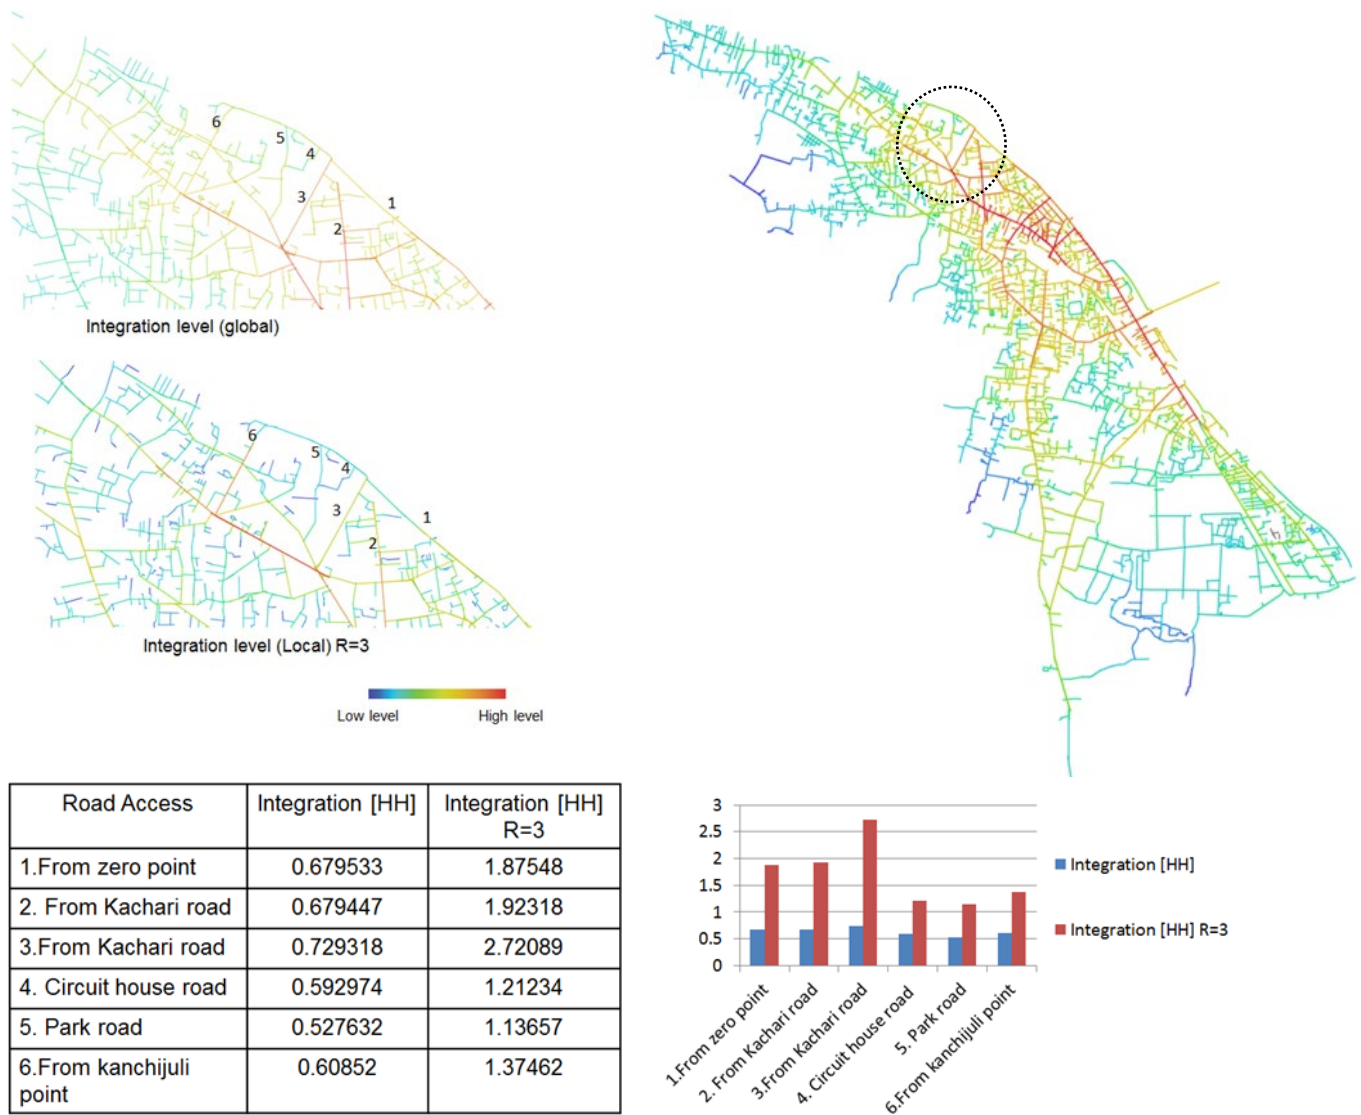 6
5
4
3
1
2
Integration level (global)
6
5
4
3
1
2
Integration level (Local) R=3
Low level High level
Road Access Integration [HH] Integration [HH]
R=3
1.From zero point 0.679533 1.87548
2. From Kachari road 0.679447 1.92318
3.From Kachari road 0.729318 2.72089
4. Circuit house road 0.592974 1.21234
5. Park road 0.527632 1.13657
6.From kanchijuli
point 0.60852 1.37462
3
2.5
2
1.5
1
0.5
0
1.From zero point
2. From Kachari road
3.From Kachari road
4. Circuit house road
5. Park road
6.From kanchijuli point
Integration [HH]
Integration [HH] R=3